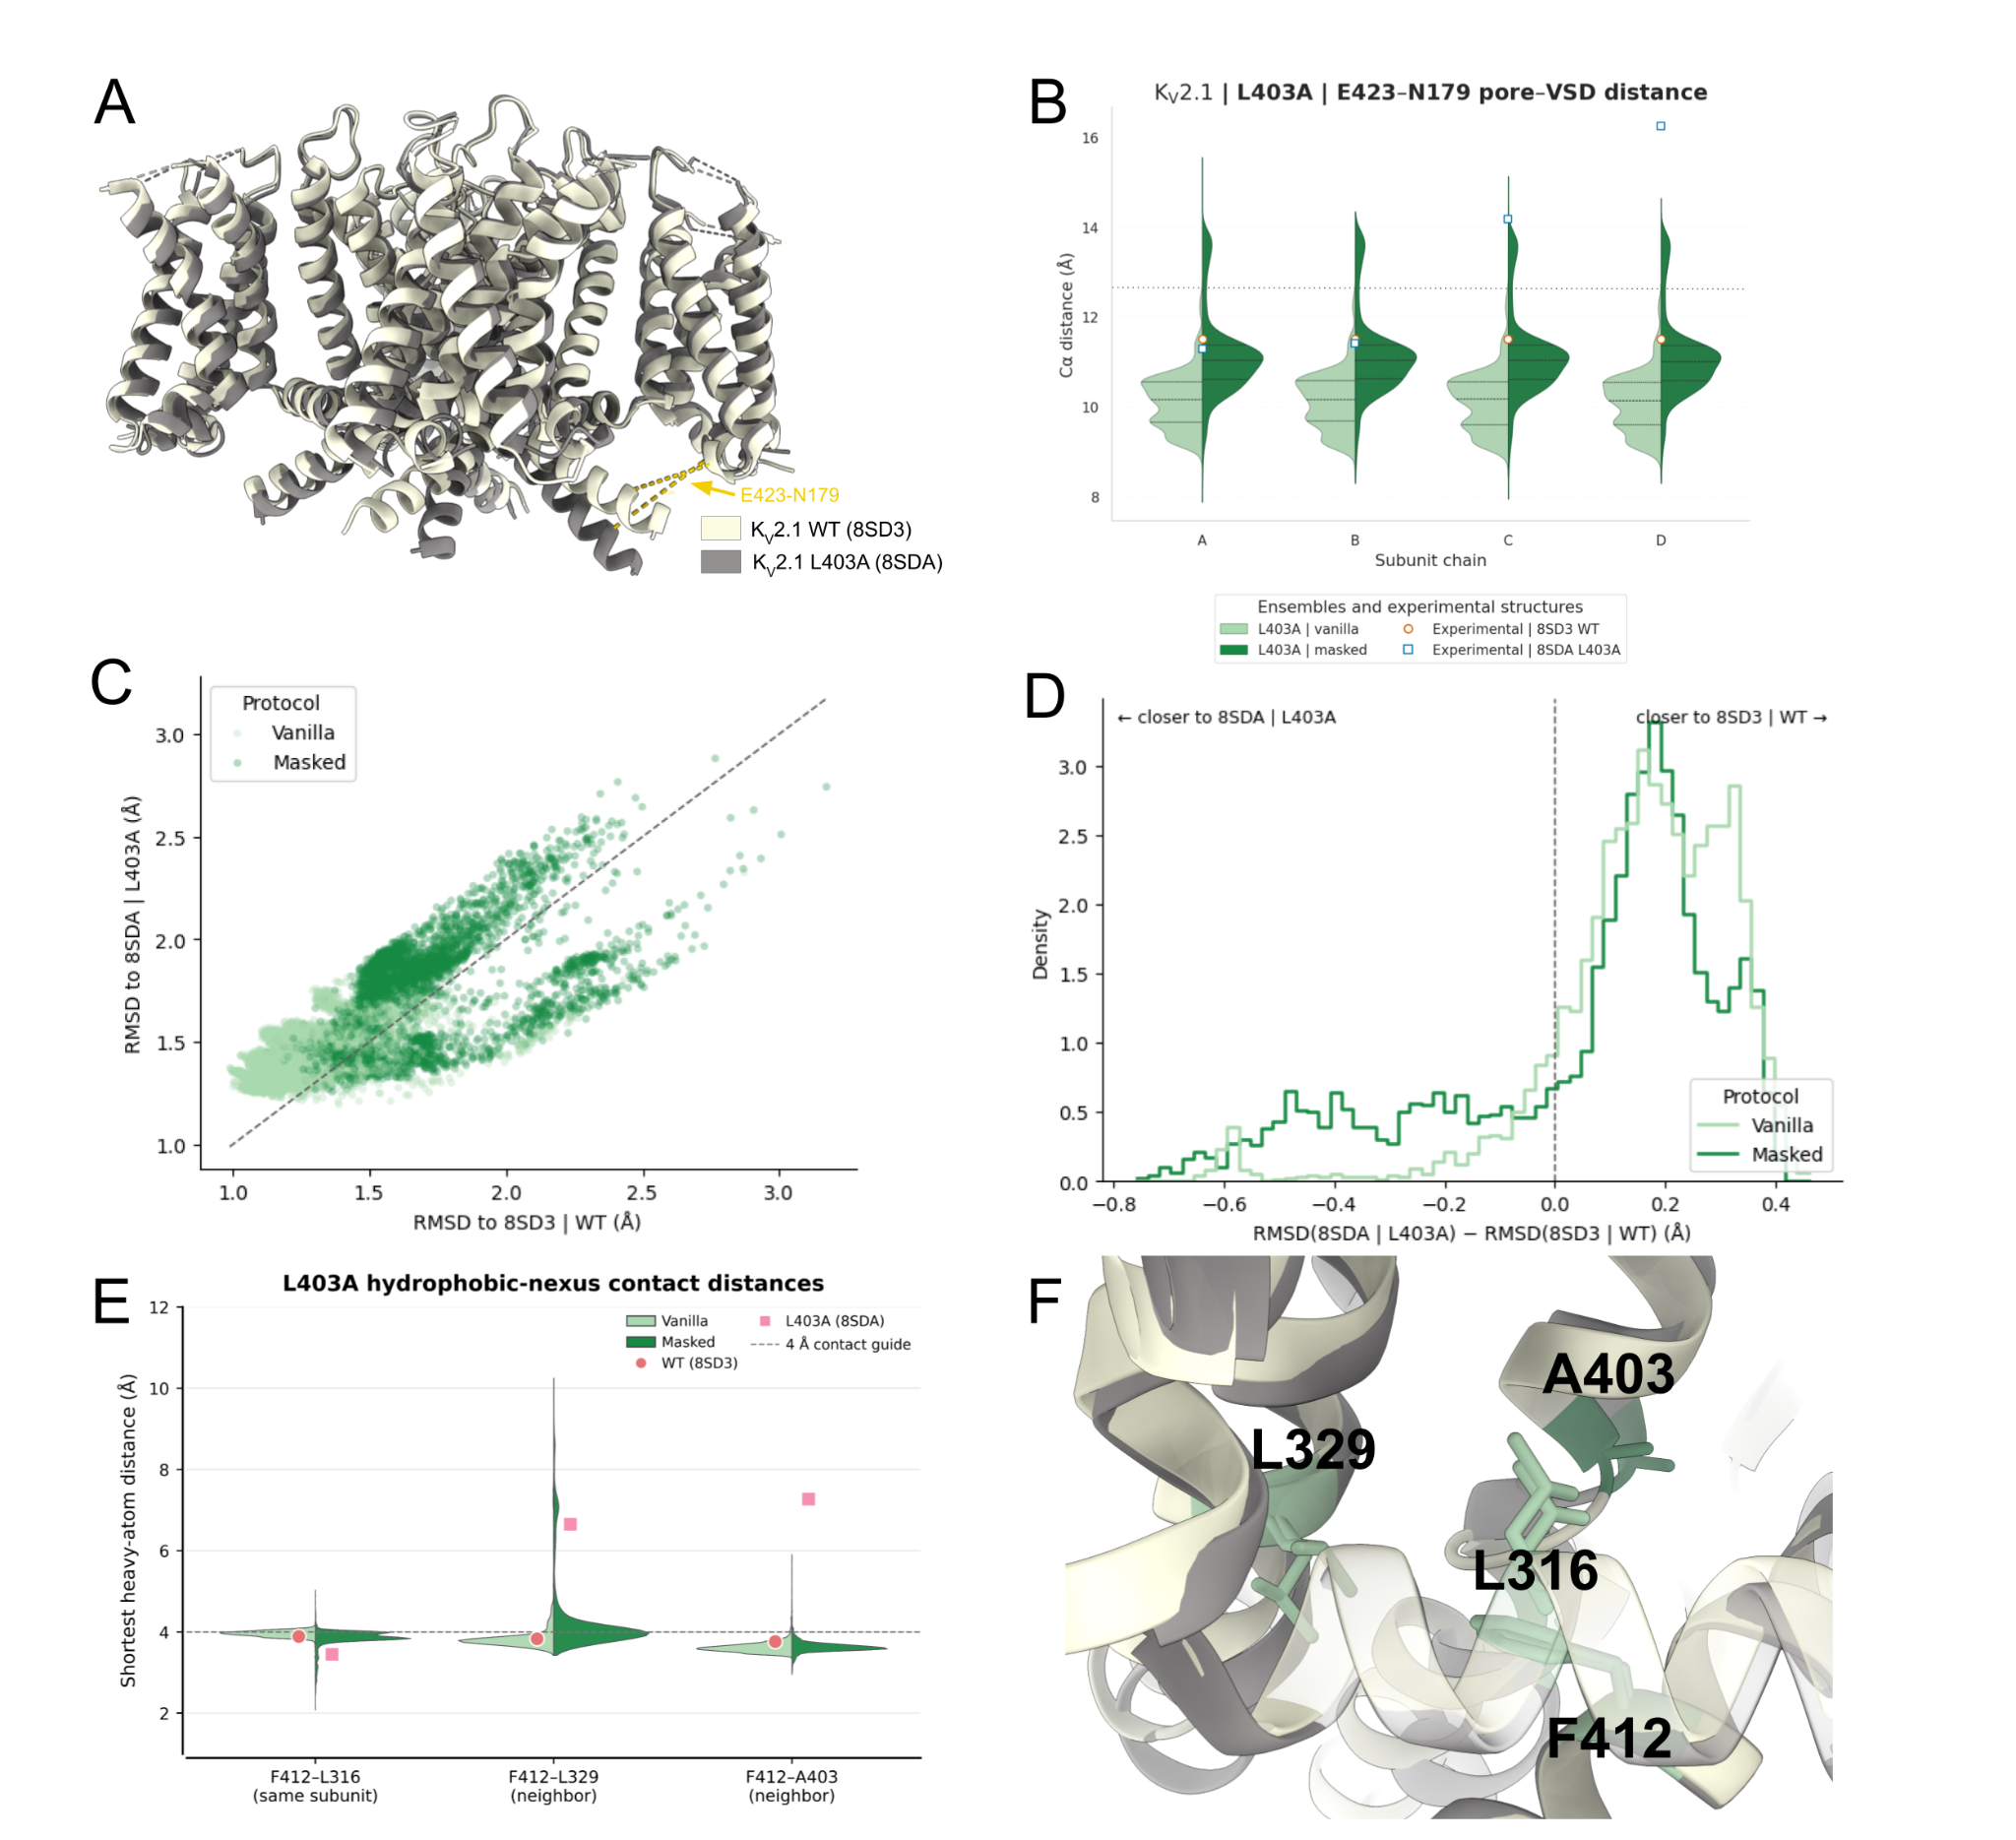 A
E423-N179
KV2.1 WT (8SD3)
KV2.1 L403A (8SDA)
B
KV2.1 | L403A | E423–N179 pore–VSD distance
16
14
12
10
8
Cα distance (Å)
A B C D
Subunit chain
Ensembles and experimental structures
L403A | vanilla
L403A | masked
Experimental | 8SD3 WT
Experimental | 8SDA L403A
C
Protocol
Vanilla
Masked
3.0
2.5
2.0
1.5
1.0
RMSD to 8SDA | L403A (Å)
1.0 1.5 2.0 2.5 3.0
RMSD to 8SD3 | WT (Å)
D
← closer to 8SDA | L403A
closer to 8SD3 | WT →
3.0
2.5
2.0
1.5
1.0
0.5
0.0
Density
Protocol
Vanilla
Masked
−0.8 −0.6 −0.4 −0.2 0.0 0.2 0.4
RMSD(8SDA | L403A) − RMSD(8SD3 | WT) (Å)
E
L403A hydrophobic-nexus contact distances
Vanilla
Masked
WT (8SD3)
L403A (8SDA)
4 Å contact guide
12
10
8
6
4
2
Shortest heavy-atom distance (Å)
F412–L316
(same subunit)
F412–L329
(neighbor)
F412–A403
(neighbor)
F
A403
L329
L316
F412